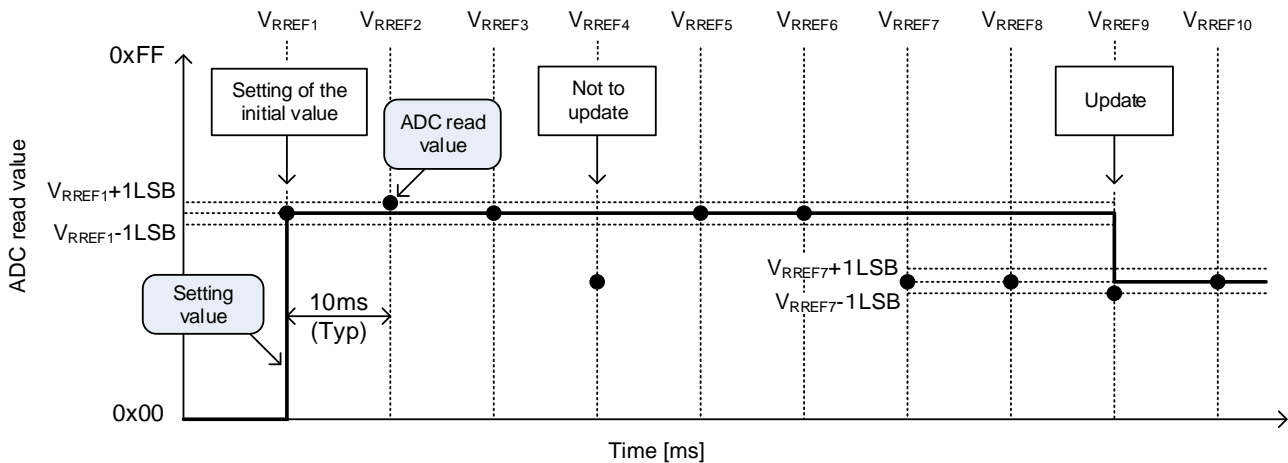 VRREF1 VRREF2 VRREF3 VRREF4 VRREF5 VRREF6 VRREF7 VRREF8 VRREF9 VRREF10
0xFF
Setting of the
initial value
Not to
update
Update
ADC read
value
ADC read value
VRREF1+1LSB
VRREF1-1LSB
VRREF7+1LSB
VRREF7-1LSB
Setting
value
10ms
(Typ)
0x00
Time [ms]